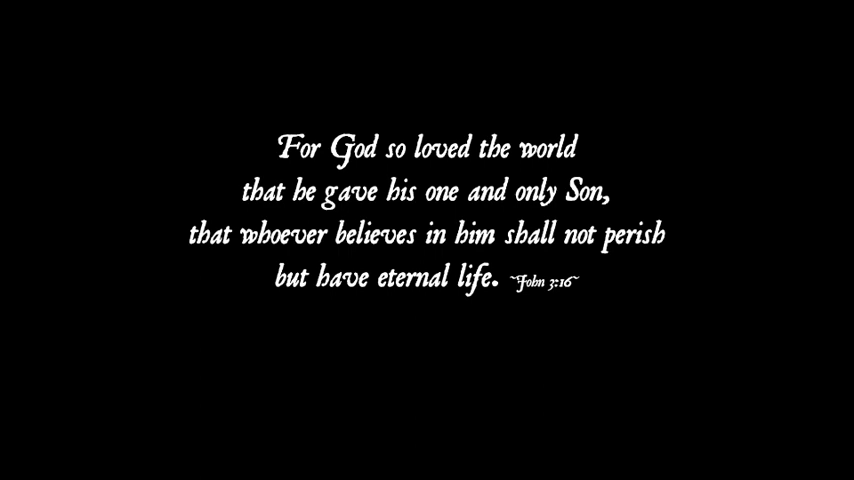 For God so loved the world
that he gave his one and only Son,
that whoever believes in him shall not perish
but have eternal life. ~John 3:16~